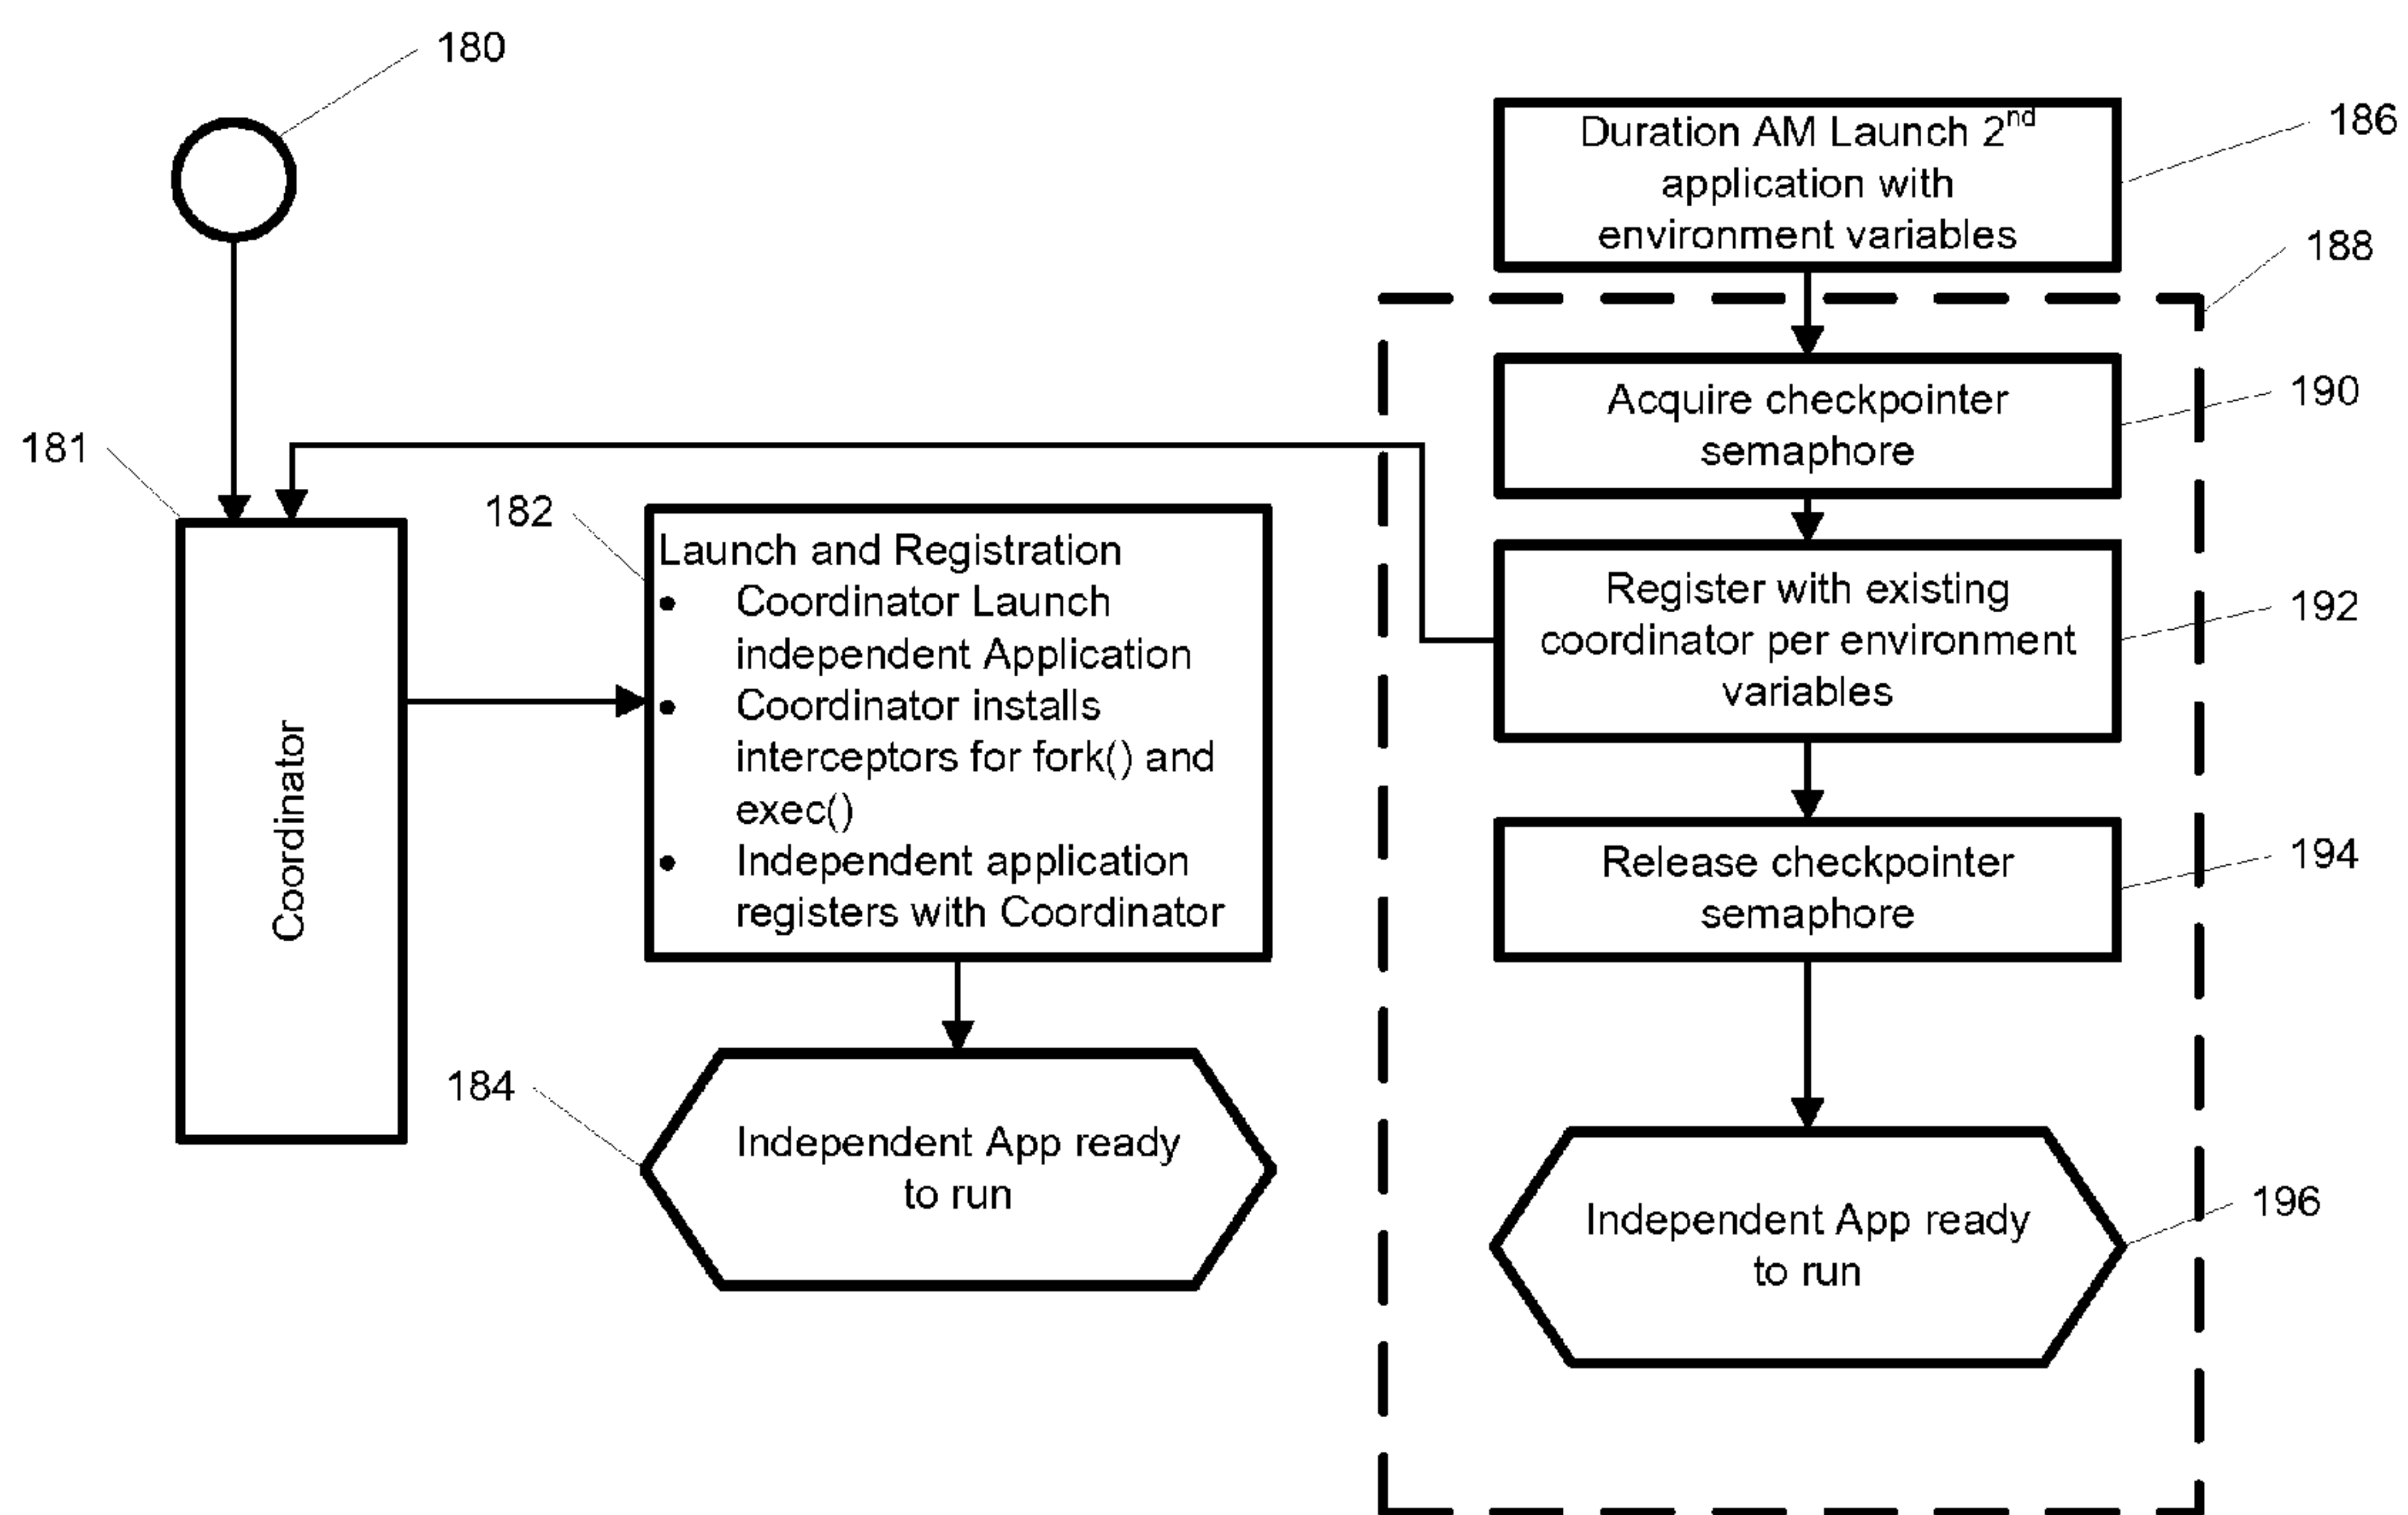 180
Duration AM Launch 2nd
application with
environment variables
186
188
Acquire checkpointer
semaphore
190
181
182
Launch and Registration
• Coordinator Launch
independent Application
• Coordinator installs
interceptors for fork() and
exec()
• Independent application
registers with Coordinator
Register with existing
coordinator per environment
variables
192
Coordinator
Release checkpointer
semaphore
194
184
Independent App ready
to run
Independent App ready
to run
196